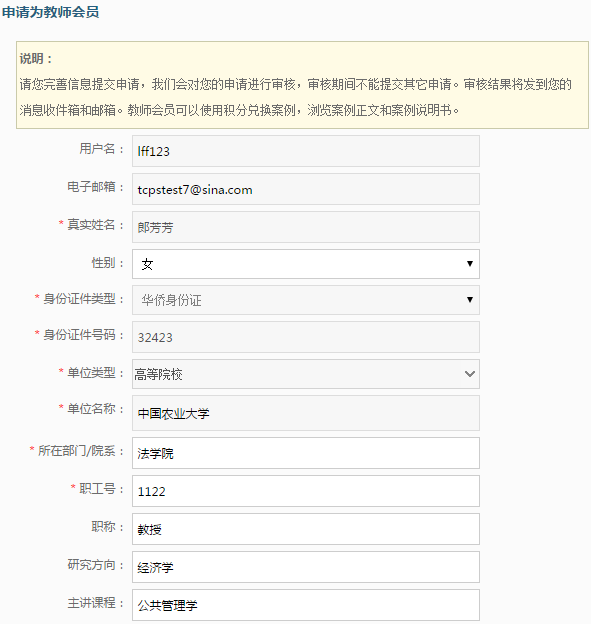 申请为教师会员
说明：
请您完善信息提交申请，我们会对您的申请进行审核，审核期间不能提交其它申请。审核结果将发到您的
消息收件箱和邮箱。教师会员可以使用积分兑换案例，浏览案例正文和案例说明书。
用户名： lff123
电子邮箱： tcpstest7@sina.com
* 真实姓名： 郎芳芳
性别： 女
* 身份证件类型： 华侨身份证
* 身份证件号码： 32423
* 单位类型： 高等院校
* 单位名称： 中国农业大学
* 所在部门/院系： 法学院
* 职工号： 1122
职称： 教授
研究方向： 经济学
主讲课程： 公共管理学